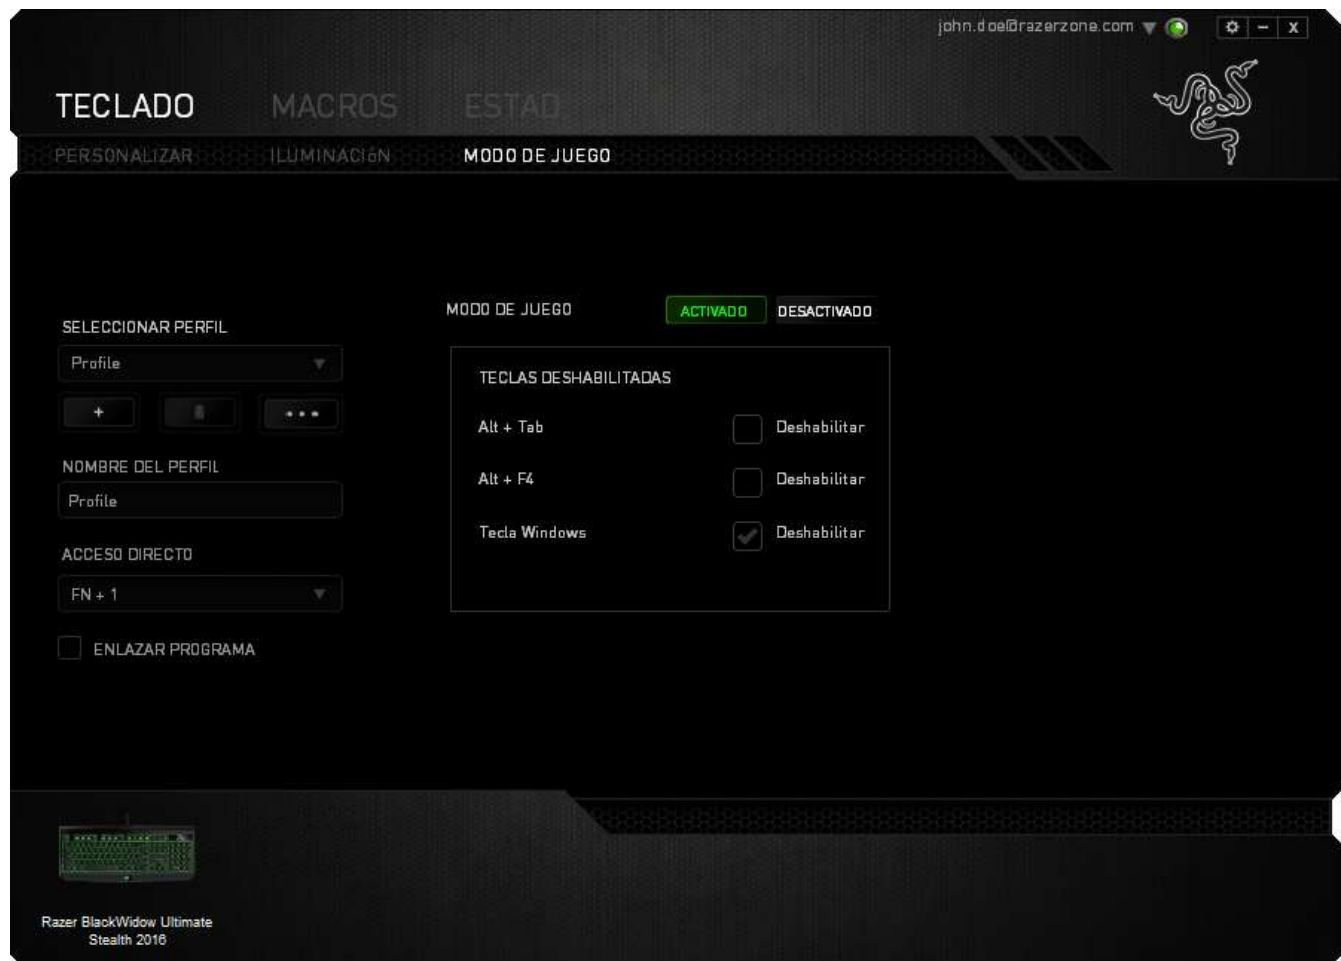 john.doe@razerzone.com
TECLADO MACROS ESTAD
PERSONALIZAR ILUMINACIóN MODO DE JUEGO
MODO DE JUEGO ACTIVADO DESACTIVADO
SELECCIONAR PERFIL
Profile
TECLAS DESHABILITADAS
+ ...
Alt + Tab Deshabilitar
NOMBRE DEL PERFIL
Alt + F4 Deshabilitar
Profile
Tecla Windows Deshabilitar
ACCESO DIRECTO
FN + 1
ENLAZAR PROGRAMA
Razer BlackWidow Ultimate
Stealth 2016